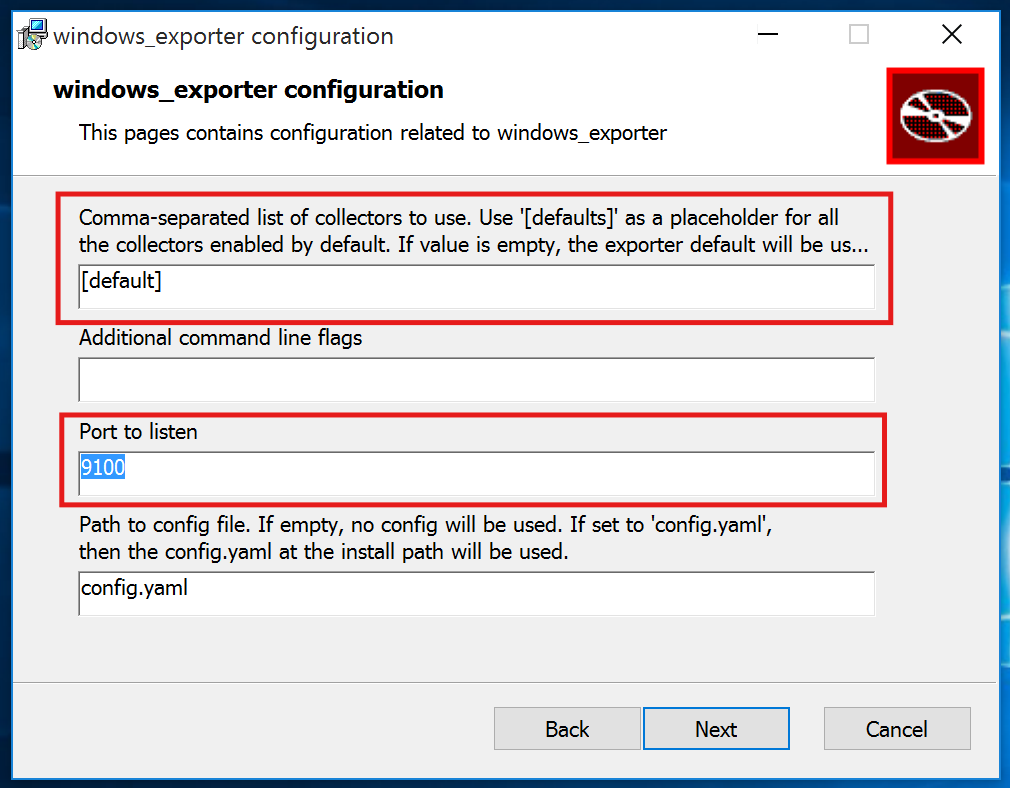 windows_exporter configuration
windows_exporter configuration
This pages contains configuration related to windows_exporter
Comma-separated list of collectors to use. Use '[defaults]' as a placeholder for all
the collectors enabled by default. If value is empty, the exporter default will be us...
[default]
Additional command line flags
Port to listen
9100
Path to config file. If empty, no config will be used. If set to 'config.yaml',
then the config.yaml at the install path will be used.
config.yaml
Back
Next
Cancel